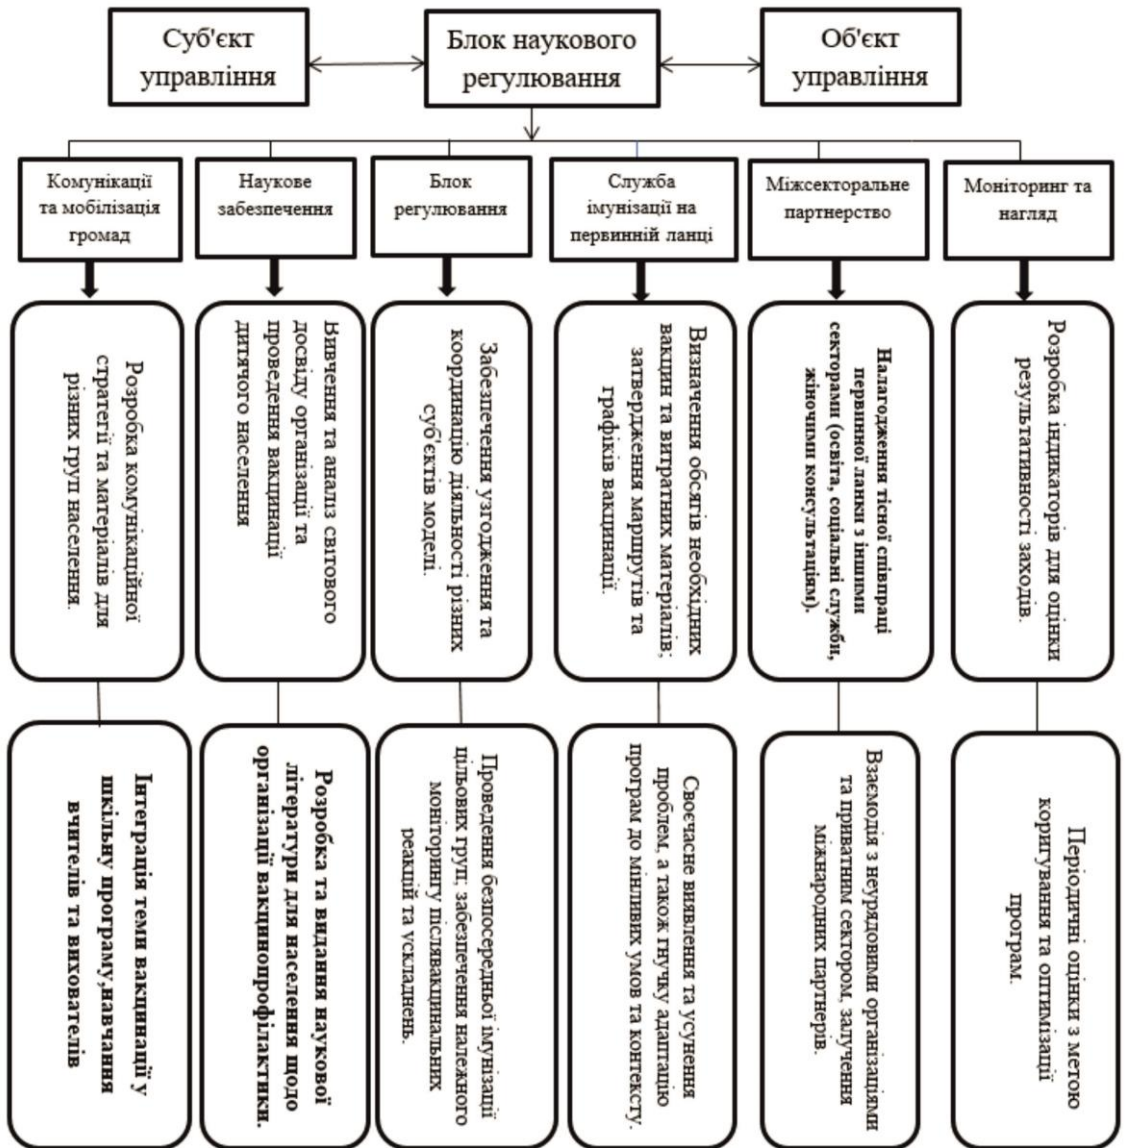 Суб'єкт
управління
Блок наукового
регулювання
Об'єкт
управління
Комунікації
та мобілізація
громад
Наукове
забезпечення
Блок
регулювання
Служба
імунізації на
первинній ланці
Міжсекторальне
партнерство
Моніторинг та
нагляд
Розробка комунікаційної
стратегії та матеріалів для
різних груп населення.
Вивчення та аналіз світового
досвіду організації та
проведення вакцинації
дитячого населення
Забезпечення узгодження та
координацію діяльності різних
суб'єктів моделі.
Визначення обсягів необхідних
вакцин та витратних матеріалів;
затвердження маршрутів та
графіків вакцинації.
Налагодження тісної співпраці
первинної ланки з іншими
секторами (освіта, соціальні служби,
жіночими консультаціям).
Розробка індикаторів для оцінки
результативності заходів.
Інтеграція теми вакцинації у
шкільну програму,навчання
вчителів та вихователів
Розробка та видання наукової
літератури для населення щодо
організації вакцинопрофілактики.
Проведення безпосередньої імунізації
цільових груп; забезпечення належного
моніторингу післявакцинальних
реакцій та ускладнень.
Своєчасне виявлення та усунення
проблем, а також гнучку адаптацію
програм до мінливих умов та контексту.
Взаємодія з неурядовими організаціями
та приватним сектором, залучення
міжнародних партнерів.
Періодичні оцінки з метою
коригування та оптимізації
програм.